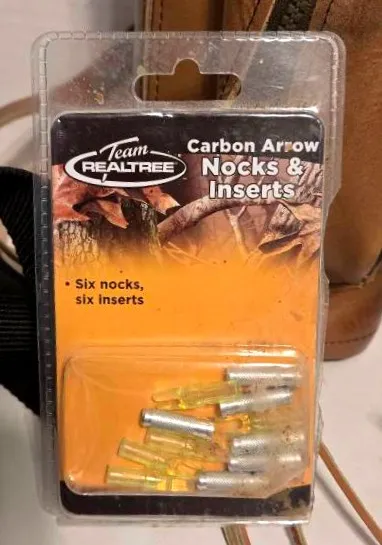 Team
REALTREE
Carbon Arrow
Nocks &
Inserts
• Six nocks,
six inserts